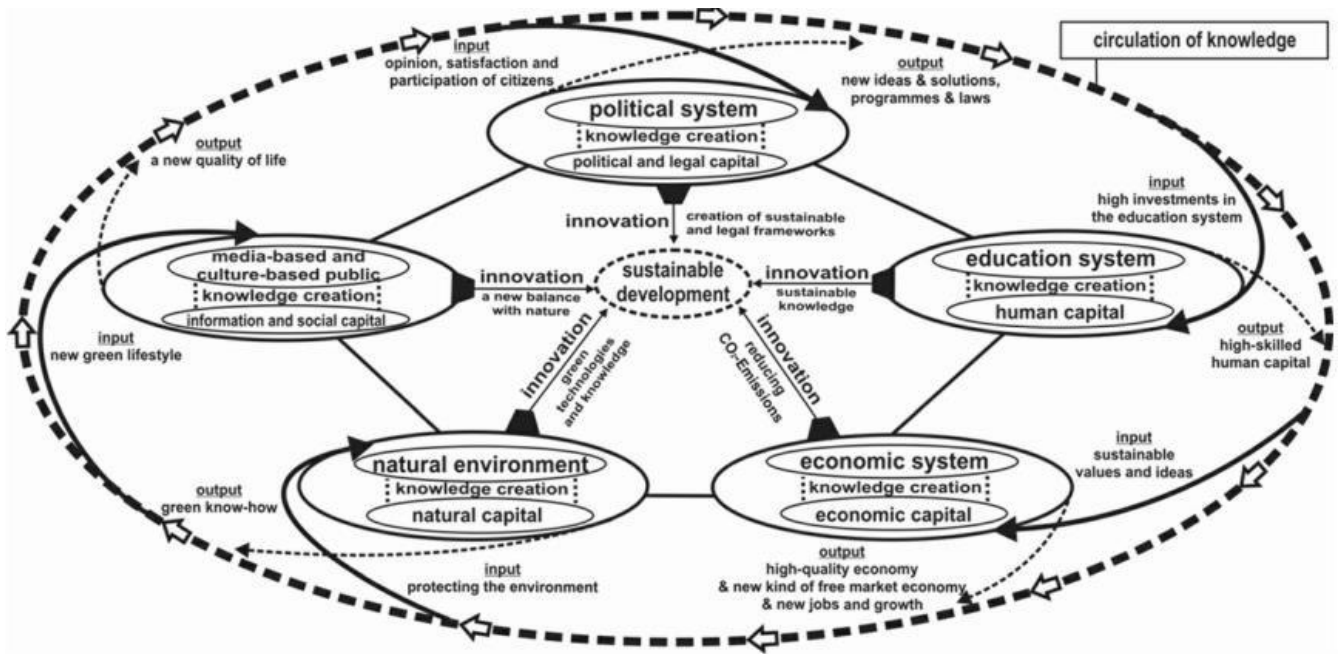 circulation of knowledge
input
opinion, satisfaction and
participation of citizens
output
new ideas & solutions,
programmes & laws
political system
knowledge creation
political and legal capital
output
a new quality of life
input
high investments in
the education system
innovation
creation of sustainable
and legal frameworks
media-based and
culture-based public
knowledge creation
information and social capital
innovation
a new balance
with nature
sustainable
development
innovation
sustainable
knowledge
education system
knowledge creation
human capital
input
new green lifestyle
output
high-skilled
human capital
innovation
green
technologies
and knowledge
innovation
reducing
CO₂-Emissions
natural environment
knowledge creation
natural capital
economic system
knowledge creation
economic capital
input
sustainable
values and ideas
output
green know-how
input
protecting the environment
output
high-quality economy
& new kind of free market economy
& new jobs and growth